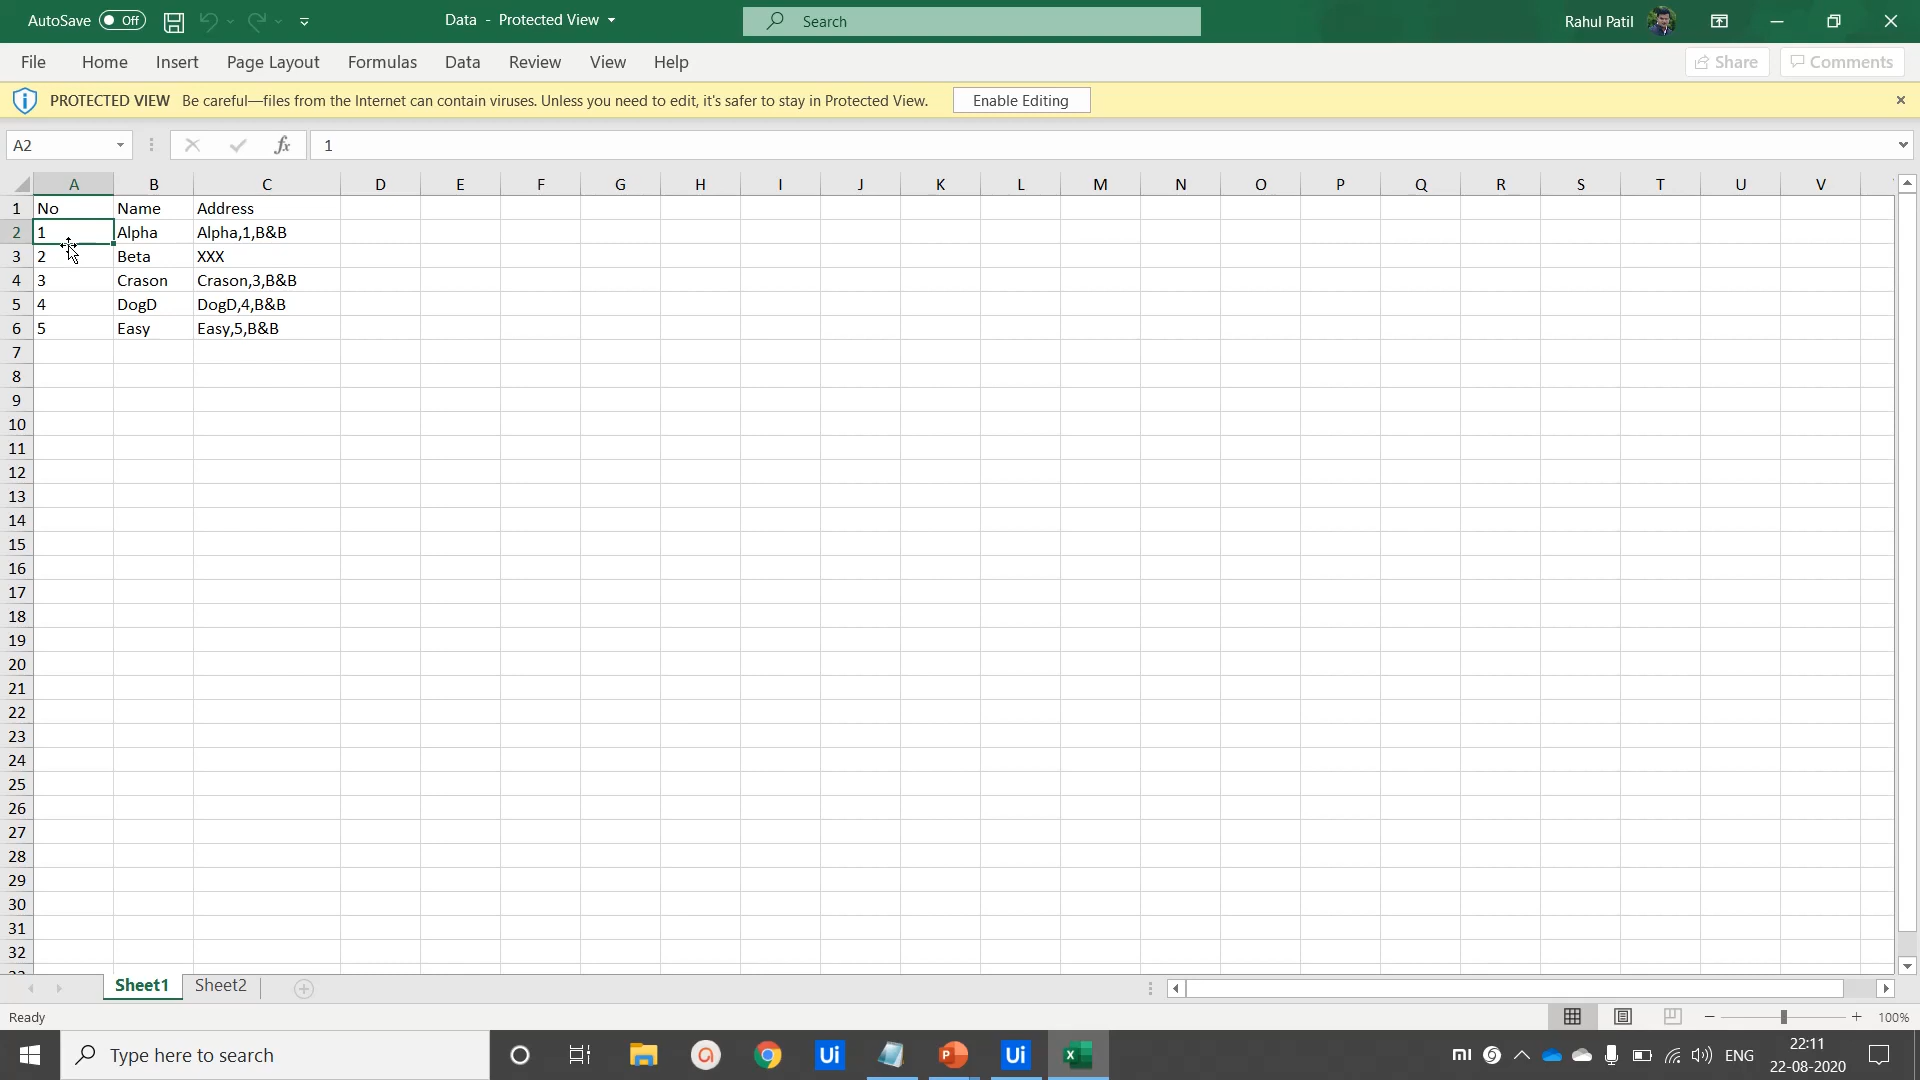 AutoSave Off Data - Protected View Search Rahul Patil
File Home Insert Page Layout Formulas Data Review View Help Share Comments
PROTECTED VIEW Be careful—files from the Internet can contain viruses. Unless you need to edit, it's safer to stay in Protected View. Enable Editing
A2 fx 1
A B C D E F G H I J K L M N O P Q R S T U V
1 No Name Address
2 1 Alpha Alpha,1,B&B
3 2 Beta XXX
4 3 Crason Crason,3,B&B
5 4 DogD DogD,4,B&B
6 5 Easy Easy,5,B&B
7
8
9
10
11
12
13
14
15
16
17
18
19
20
21
22
23
24
25
26
27
28
29
30
31
32
Sheet1 Sheet2
Ready 100%
Type here to search Ui Ui mi ENG 22:11
22-08-2020